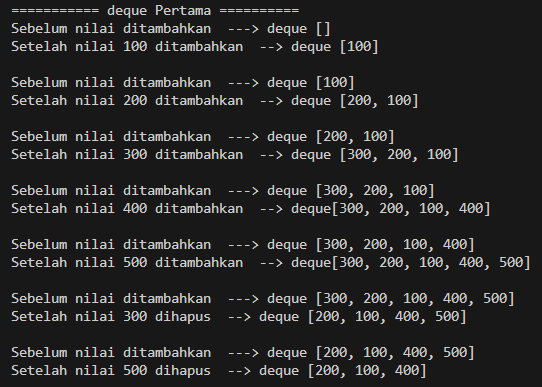 =========== deque Pertama ==========
Sebelum nilai ditambahkan  ---> deque []
Setelah nilai 100 ditambahkan  --> deque [100]
Sebelum nilai ditambahkan  ---> deque [100]
Setelah nilai 200 ditambahkan  --> deque [200, 100]
Sebelum nilai ditambahkan  ---> deque [200, 100]
Setelah nilai 300 ditambahkan  --> deque [300, 200, 100]
Sebelum nilai ditambahkan  ---> deque [300, 200, 100]
Setelah nilai 400 ditambahkan  --> deque[300, 200, 100, 400]
Sebelum nilai ditambahkan  ---> deque [300, 200, 100, 400]
Setelah nilai 500 ditambahkan  --> deque[300, 200, 100, 400, 500]
Sebelum nilai ditambahkan  ---> deque [300, 200, 100, 400, 500]
Setelah nilai 300 dihapus  --> deque [200, 100, 400, 500]
Sebelum nilai ditambahkan  ---> deque [200, 100, 400, 500]
Setelah nilai 500 dihapus  --> deque [200, 100, 400]